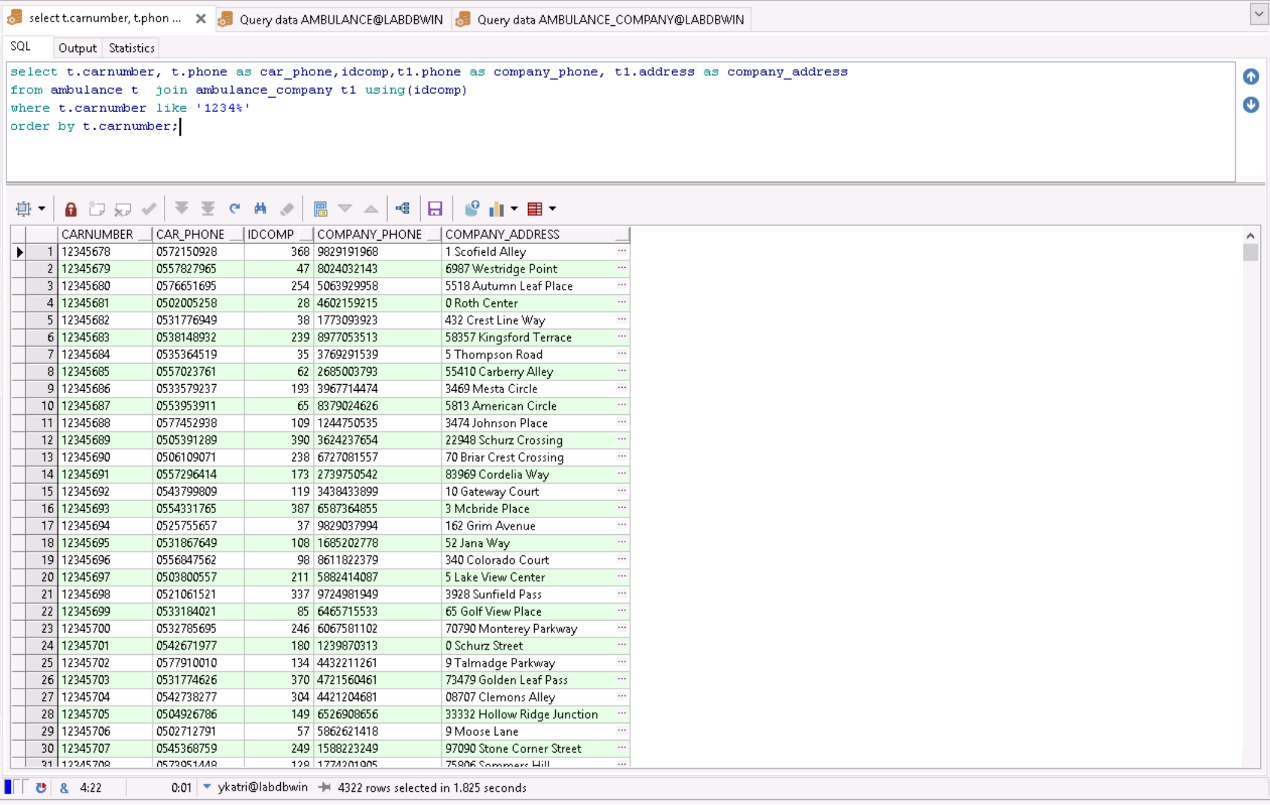 select t.carnumber, t.phon ... Query data AMBULANCE@LABDBWIN Query data AMBULANCE_COMPANY@LABDBWIN
SQL Output Statistics
select t.carnumber, t.phone as car_phone,idcomp,t1.phone as company_phone, t1.address as company_address
from ambulance t  join ambulance_company t1 using(idcomp)
where t.carnumber like '1234%'
order by t.carnumber;
CARNUMBER CAR_PHONE IDCOMP COMPANY_PHONE COMPANY_ADDRESS
1 12345678 0572150928 368 9829191968 1 Scofield Alley ...
2 12345679 0557827965 47 8024032143 6987 Westridge Point ...
3 12345680 0576651695 254 5063929958 5518 Autumn Leaf Place ...
4 12345681 0502005258 28 4602159215 0 Roth Center ...
5 12345682 0531776949 38 1773093923 432 Crest Line Way ...
6 12345683 0538148932 239 8977053513 58357 Kingsford Terrace ...
7 12345684 0535364519 35 3769291539 5 Thompson Road ...
8 12345685 0557023761 62 2685003793 55410 Carberry Alley ...
9 12345686 0533579237 193 3967714474 3469 Mesta Circle ...
10 12345687 0553953911 65 8379024626 5813 American Circle ...
11 12345688 0577452938 109 1244750535 3474 Johnson Place ...
12 12345689 0505391289 390 3624237654 22948 Schurz Crossing ...
13 12345690 0506109071 238 6727081557 70 Briar Crest Crossing ...
14 12345691 0557296414 173 2739750542 83969 Cordelia Way ...
15 12345692 0543799809 119 3438433899 10 Gateway Court ...
16 12345693 0554331765 387 6587364855 3 Mcbride Place ...
17 12345694 0525755657 37 9829037994 162 Grim Avenue ...
18 12345695 0531867649 108 1685202778 52 Jana Way ...
19 12345696 0556847562 98 8611822379 340 Colorado Court ...
20 12345697 0503800557 211 5882414087 5 Lake View Center ...
21 12345698 0521061521 337 9724981949 3928 Sunfield Pass ...
22 12345699 0533184021 85 6465715533 65 Golf View Place ...
23 12345700 0532785695 246 6067581102 70790 Monterey Parkway ...
24 12345701 0542671977 180 1239870313 0 Schurz Street ...
25 12345702 0577910010 134 4432211261 9 Talmadge Parkway ...
26 12345703 0531774626 370 4721560461 73479 Golden Leaf Pass ...
27 12345704 0542738277 304 4421204681 08707 Clemons Alley ...
28 12345705 0504926786 149 6526908656 33332 Hollow Ridge Junction ...
29 12345706 0502712791 57 5862621418 9 Moose Lane ...
30 12345707 0545368759 249 1588223249 97090 Stone Corner Street ...
31 12345708 0573951448 128 1774201905 75806 Sommers Hill ...
& 4:22 0:01 ykatri@labdbwin 4322 rows selected in 1.825 seconds